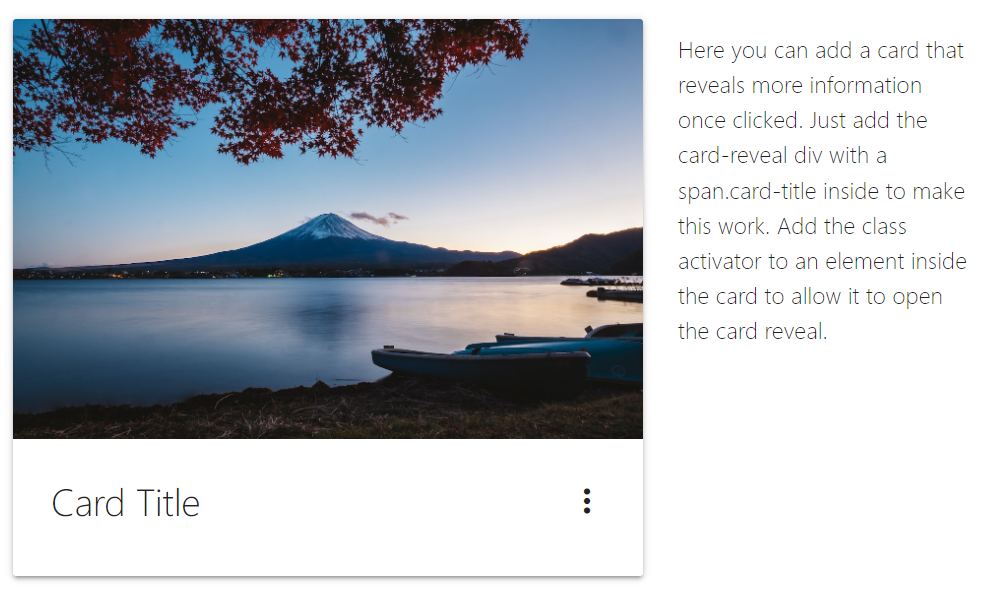 Here you can add a card that
reveals more information
once clicked. Just add the
card-reveal div with a
span.card-title inside to make
this work. Add the class
activator to an element inside
the card to allow it to open
the card reveal.
Card Title